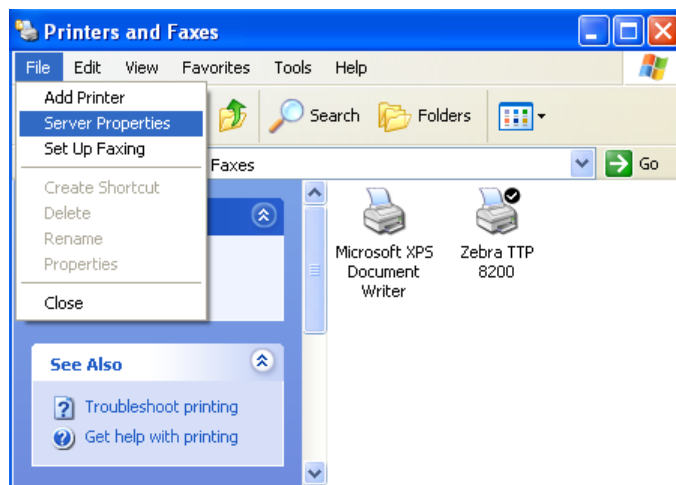 Printers and Faxes
File Edit View Favorites Tools Help
Add Printer
Server Properties
Set Up Faxing
Create Shortcut
Delete
Rename
Properties
Close
Search Folders
Faxes Go
Microsoft XPS
Document
Writer
Zebra TTP
8200
See Also
Troubleshoot printing
Get help with printing